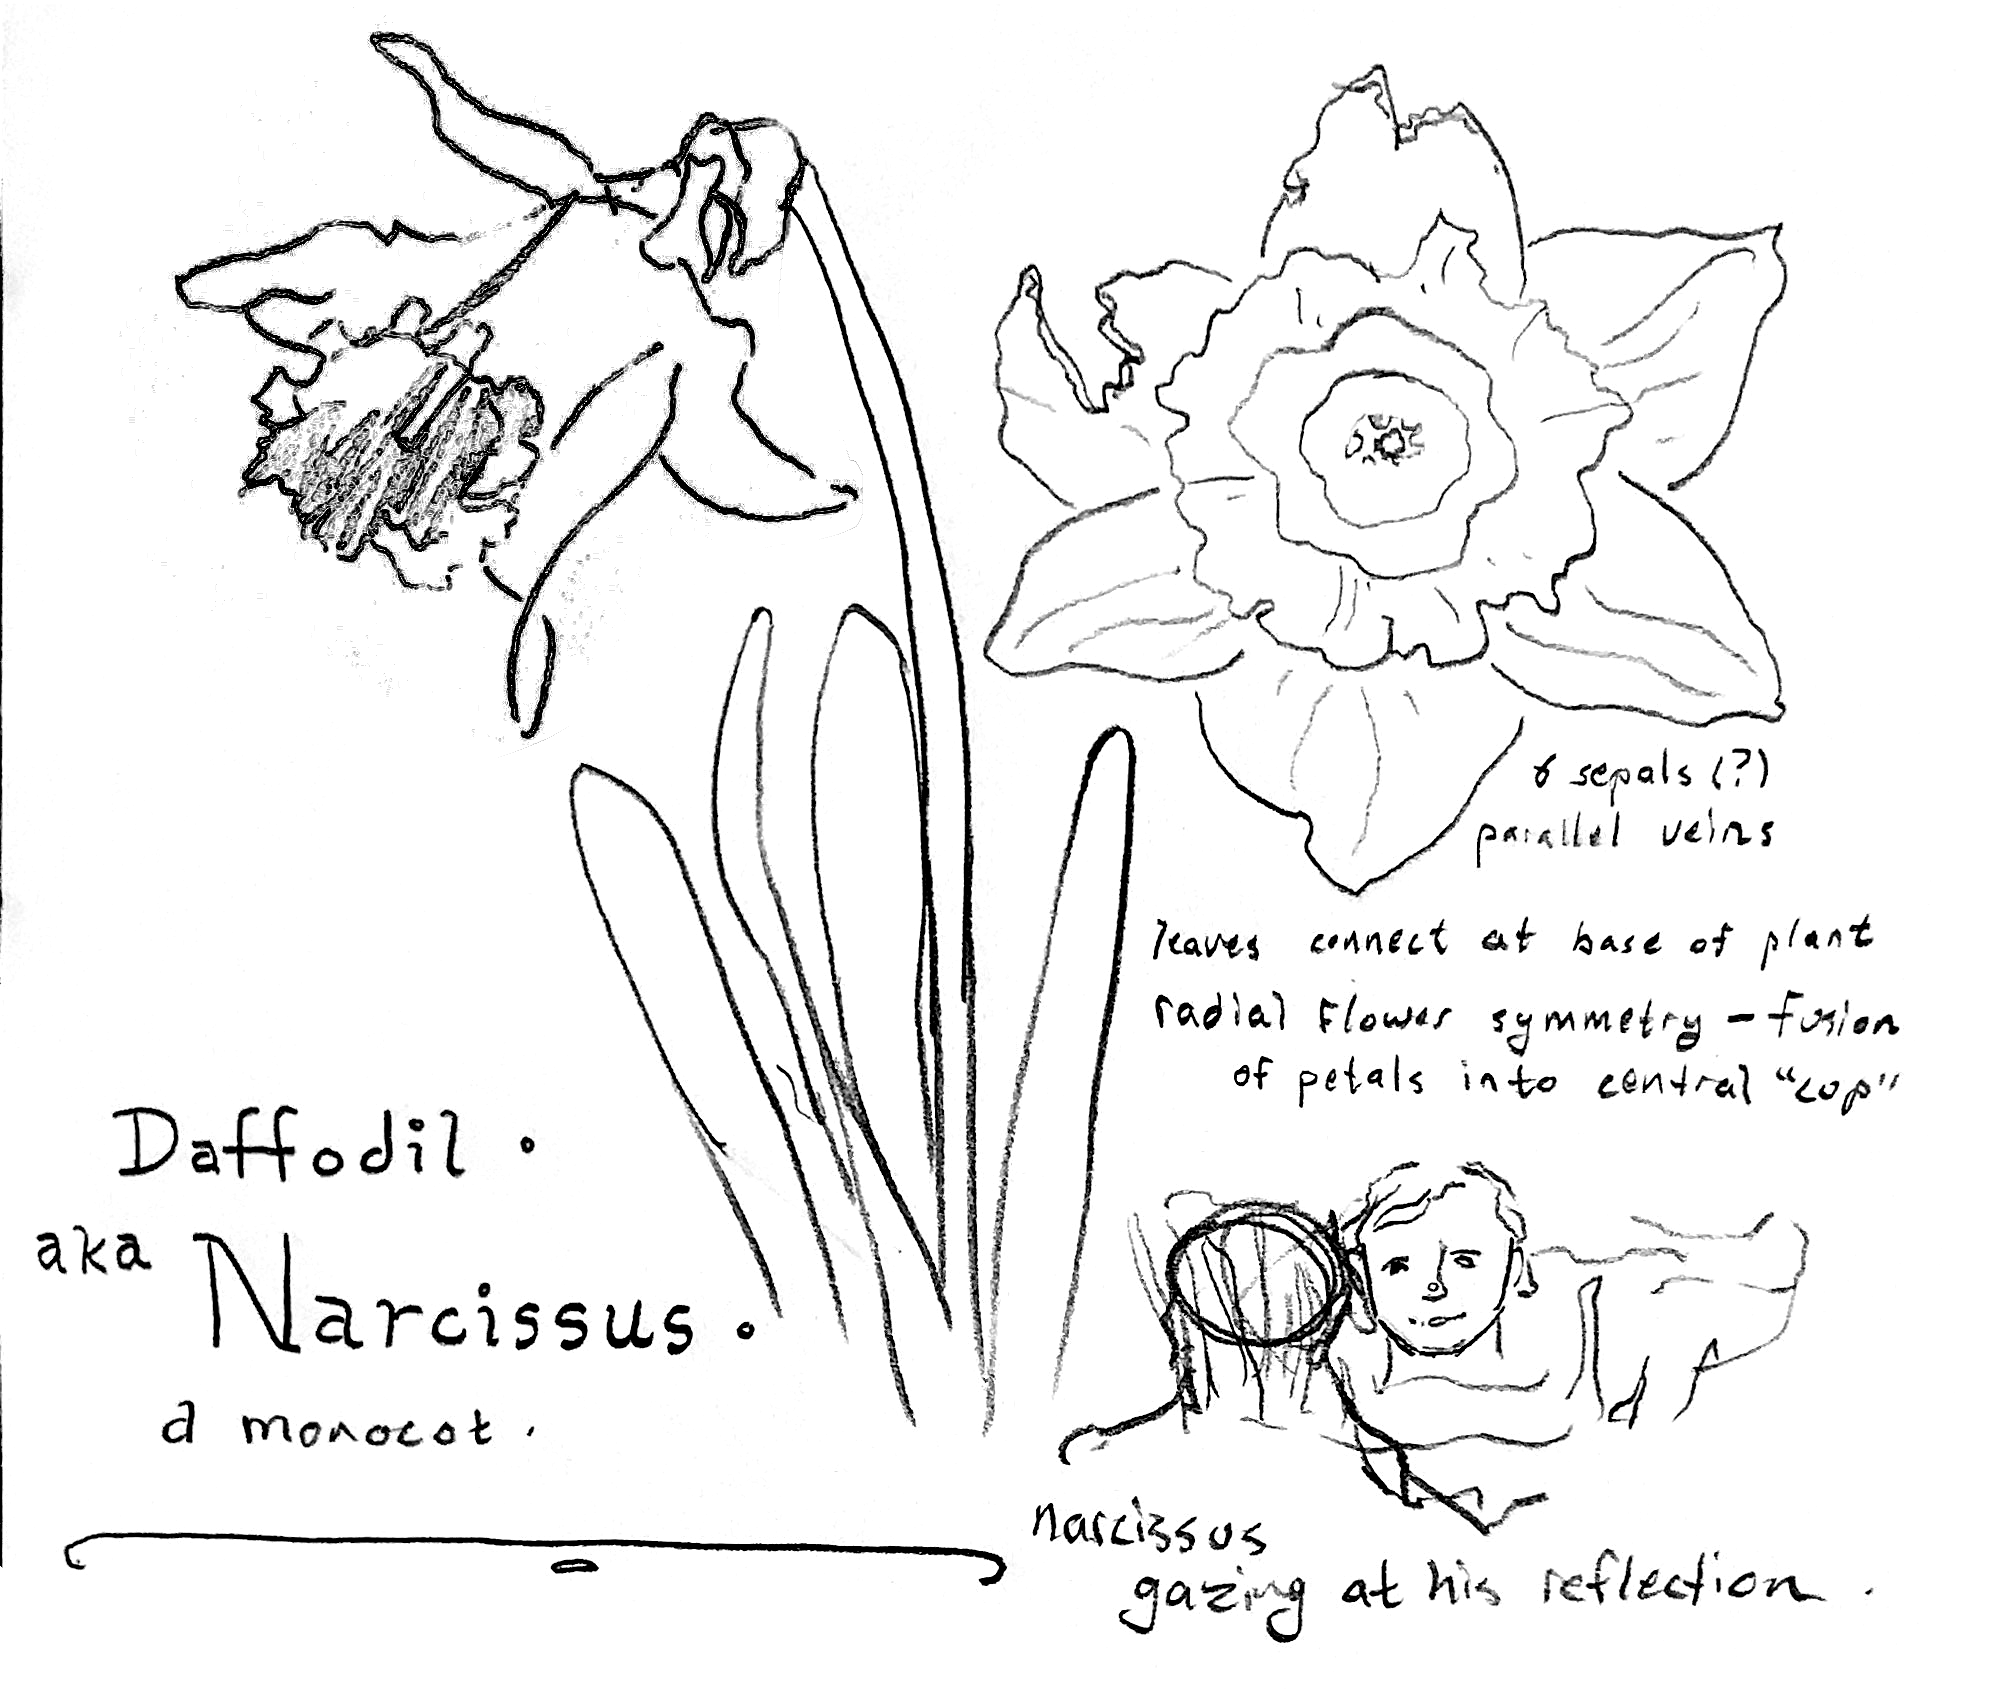 6 sepals (?)
parallel veins
leaves connect at base of plant
radial flower symmetry – fusion
of petals into central "cup"
Daffodil .
aka Narcissus .
a monocot .
narcissus
gazing at his reflection .